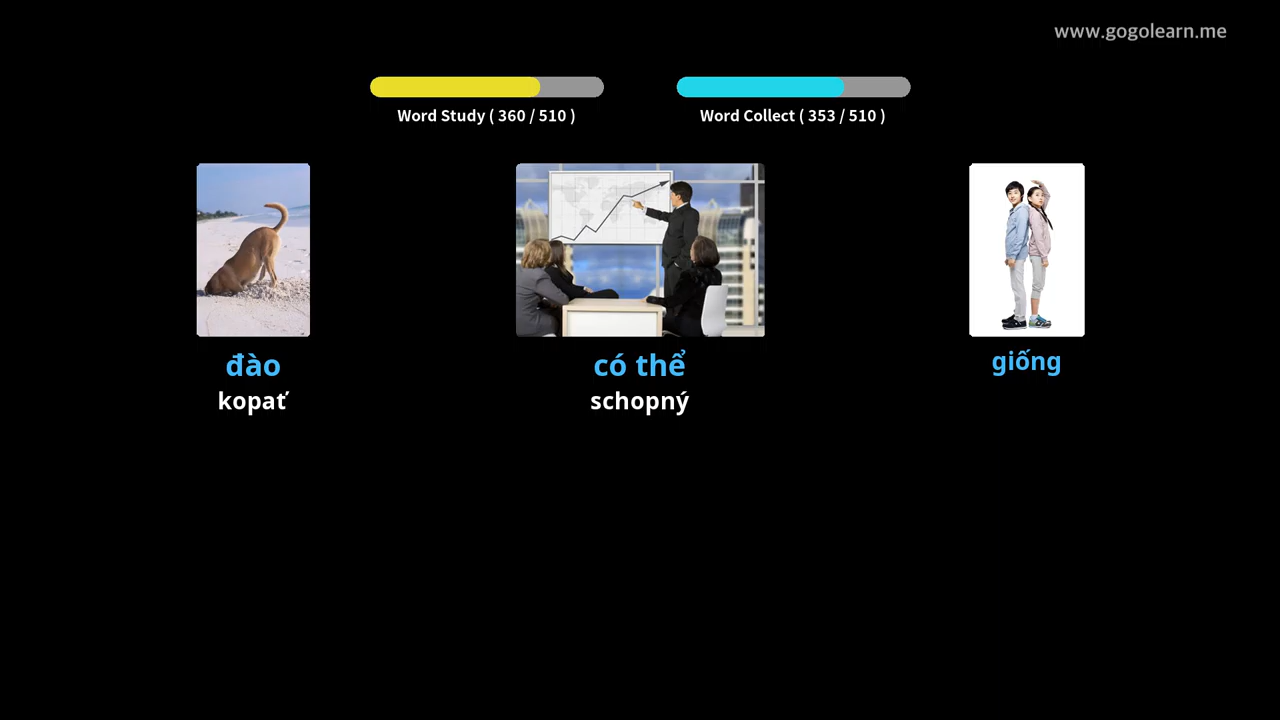 www.gogolearn.me
Word Study ( 360 / 510 )
Word Collect ( 353 / 510 )
đào
kopať
có thể
schopný
giống